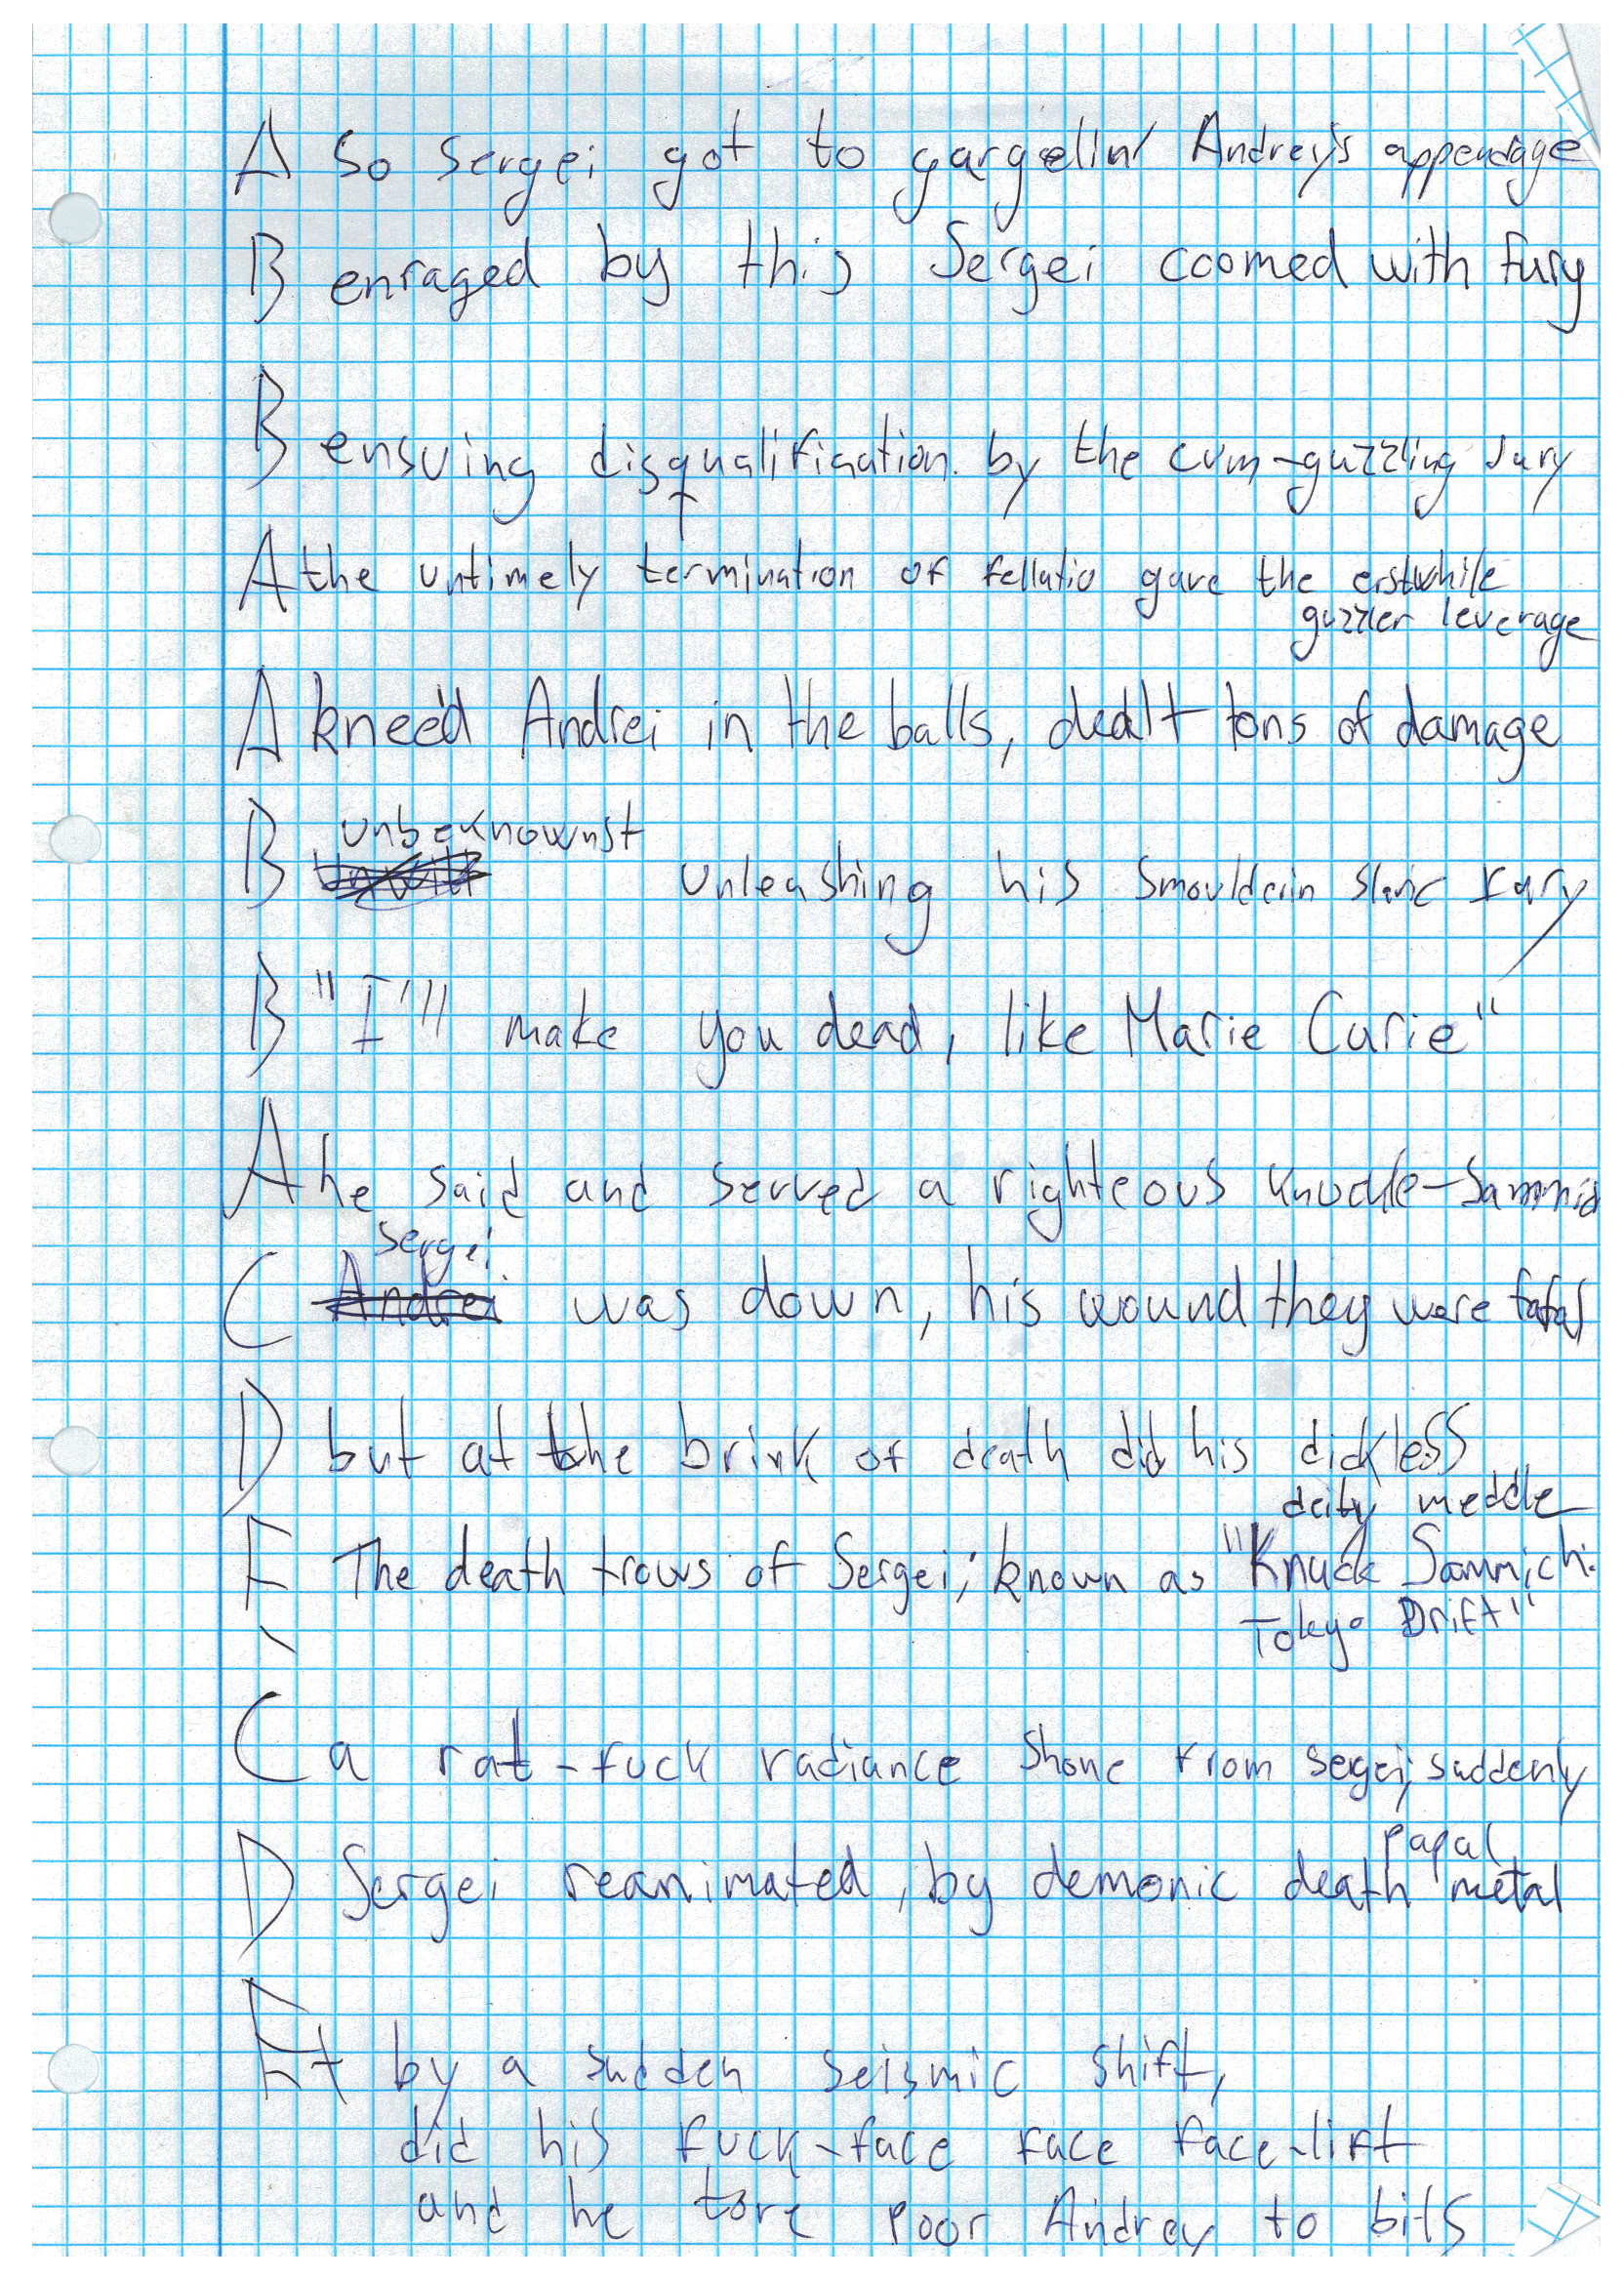 A So Sergei got to gargelin' Andrey's appendage
B enraged by this Sergei coomed with fury
B ensuing disqualification by the cum-guzzling Jury
A the untimely termination of fellatio gave the erstwhile
guzzler leverage
A knee'd Andrei in the balls, dealt tons of damage
unbeknownst
B unleashing his smoulderin slavic
B "I'll make you dead, like Marie Curie"
A he said and served a righteous knuckle-Sammich
Sergei
C Andrei was down, his wound they were fatal
D but at the brink of death did his dickless
deity meddle
E The death trows of Sergei, known as "Knuck Sammich:
Tokyo Drift"
C a rat-fuck radiance shone from Sergei, suddenly
papal
D Sergei reanimated, by demonic death metal
by a sudden seismic shift,
did his fuck-face face face-lift
and he tore poor Andrey to bits